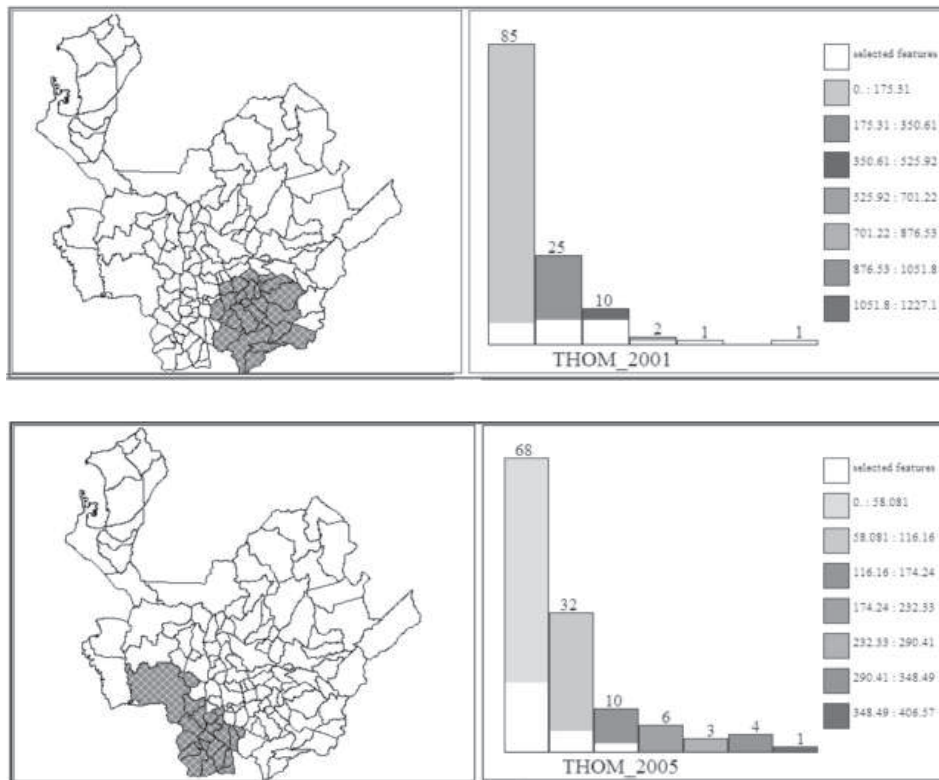 85
25
10
2
1
1
THOM_2001
selected features
0. : 175.31
175.31 : 350.61
350.61 : 525.92
525.92 : 701.22
701.22 : 876.53
876.53 : 1051.8
1051.8 : 1227.1
68
32
10
6
3
4
1
THOM_2005
selected features
0. : 58.081
58.081 : 116.16
116.16 : 174.24
174.24 : 232.33
232.33 : 290.41
290.41 : 348.49
348.49 : 406.57